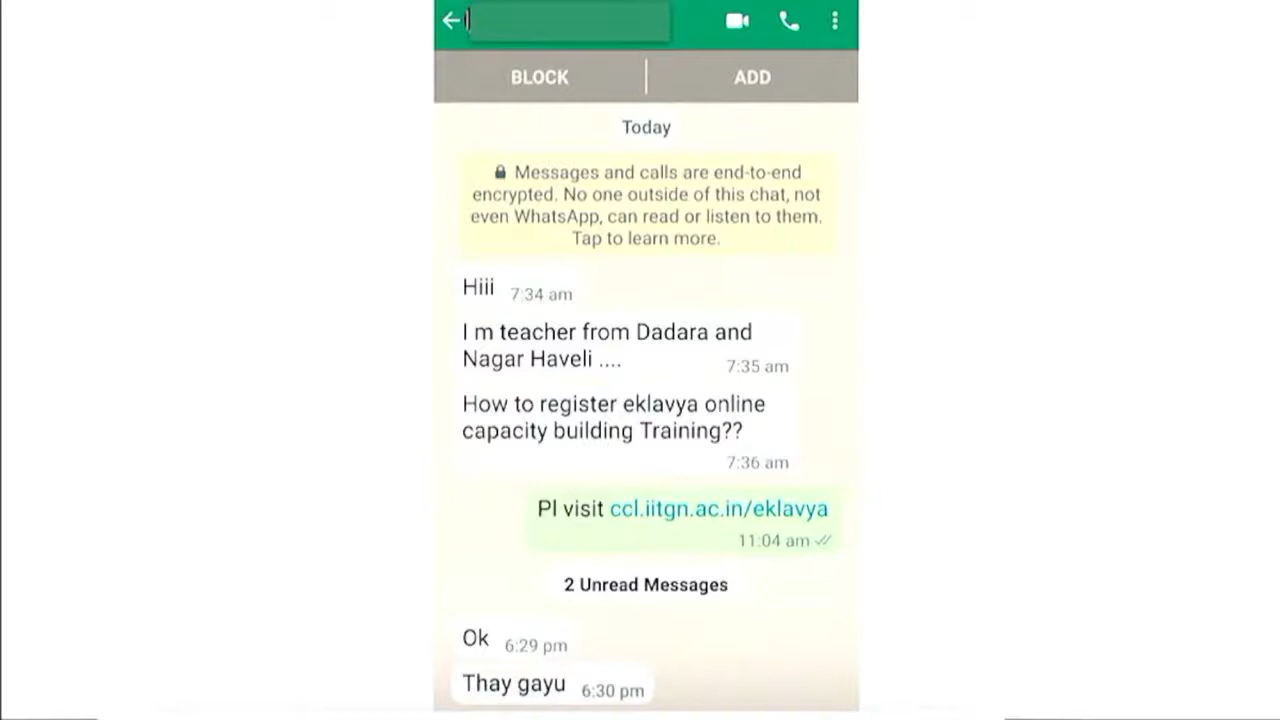 BLOCK
ADD
Today
Messages and calls are end-to-end
encrypted. No one outside of this chat, not
even WhatsApp, can read or listen to them.
Tap to learn more.
Hiii 7:34 am
I m teacher from Dadara and
Nagar Haveli .... 7:35 am
How to register eklavya online
capacity building Training??
7:36 am
Pl visit ccl.iitgn.ac.in/eklavya
11:04 am
2 Unread Messages
Ok 6:29 pm
Thay gayu 6:30 pm